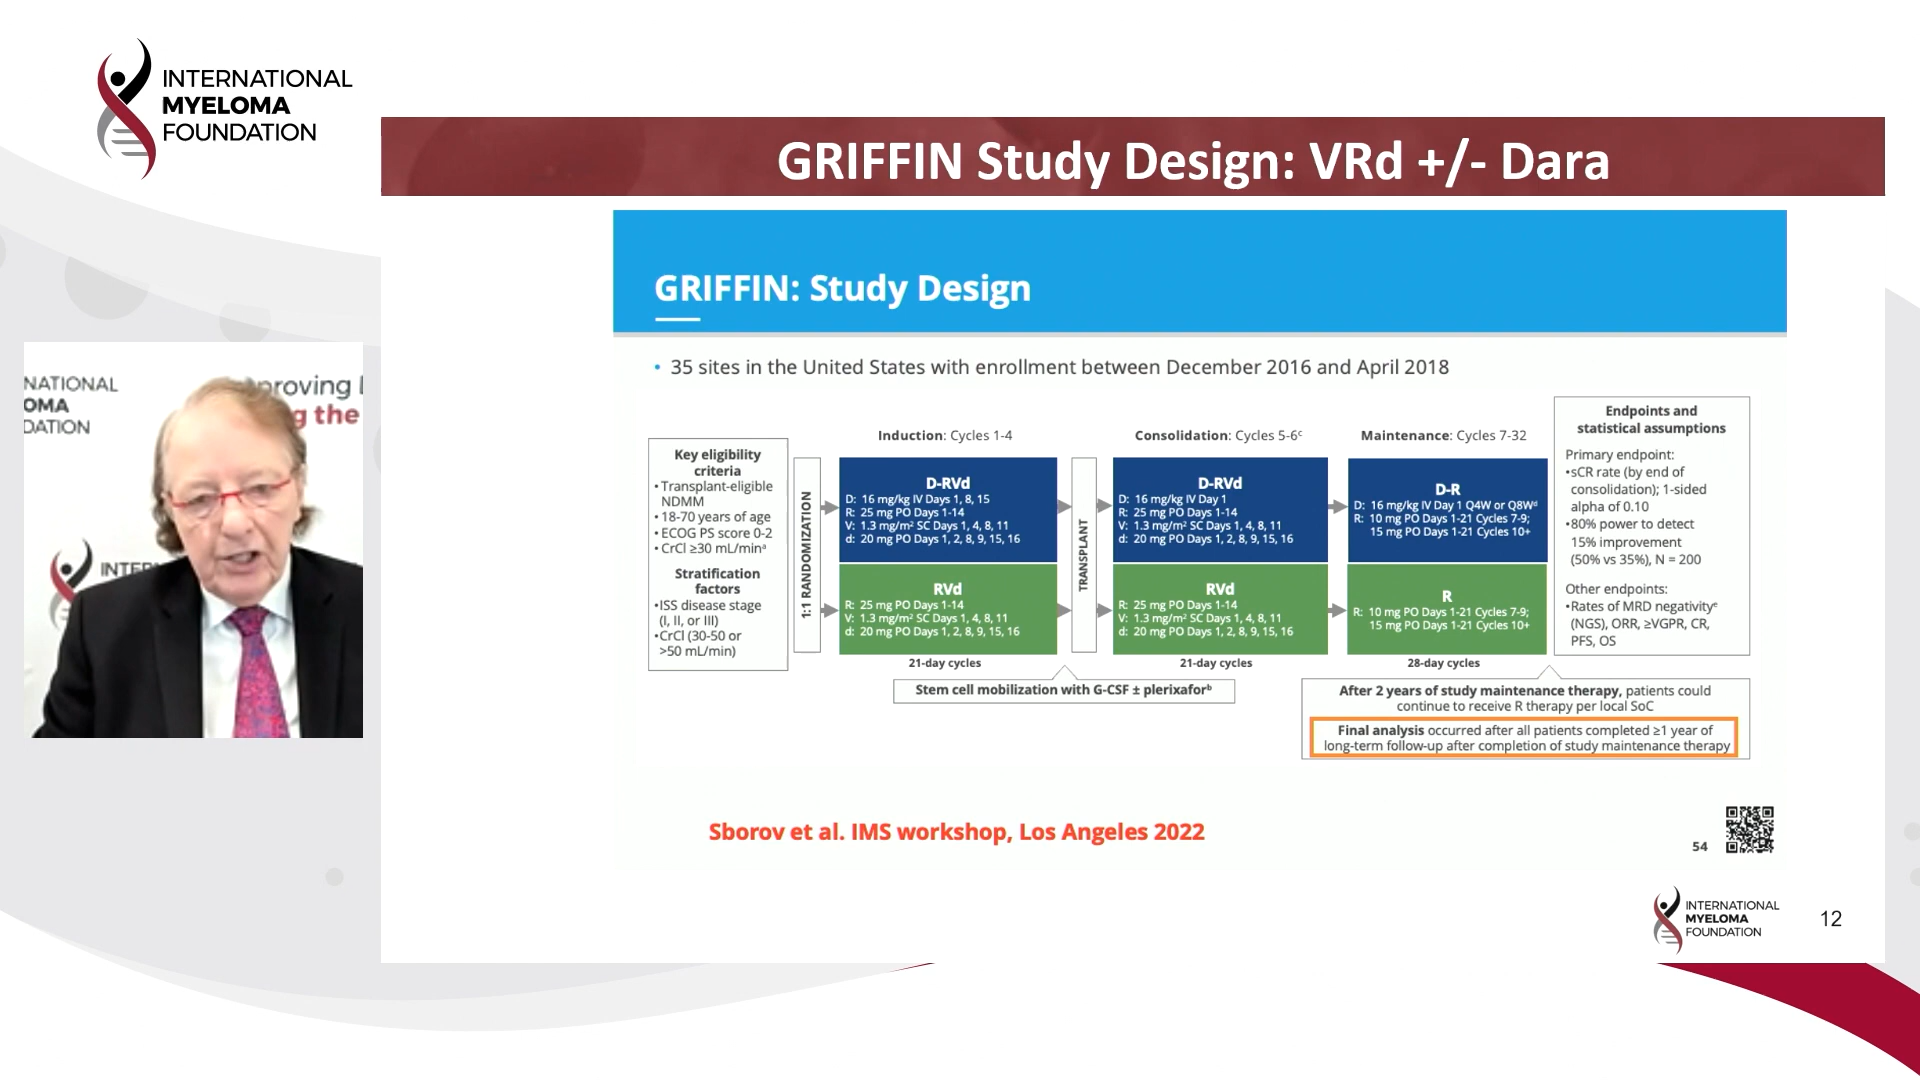 INTERNATIONAL
MYELOMA
FOUNDATION
GRIFFIN Study Design: VRd +/- Dara
GRIFFIN: Study Design
• 35 sites in the United States with enrollment between December 2016 and April 2018
Key eligibility
criteria
• Transplant-eligible
NDMM
• 18-70 years of age
• ECOG PS score 0-2
• CrCl ≥30 mL/minᵃ
Stratification
factors
•ISS disease stage
(I, II, or III)
•CrCl (30-50 or
>50 mL/min)
1:1 RANDOMIZATION
Induction: Cycles 1-4
D-RVd
D: 16 mg/kg IV Days 1, 8, 15
R: 25 mg PO Days 1-14
V: 1.3 mg/m² SC Days 1, 4, 8, 11
d: 20 mg PO Days 1, 2, 8, 9, 15, 16
RVd
R: 25 mg PO Days 1-14
V: 1.3 mg/m² SC Days 1, 4, 8, 11
d: 20 mg PO Days 1, 2, 8, 9, 15, 16
21-day cycles
TRANSPLANT
Stem cell mobilization with G-CSF ± plerixaforᵇ
Consolidation: Cycles 5-6ᶜ
D-RVd
D: 16 mg/kg IV Day 1
R: 25 mg PO Days 1-14
V: 1.3 mg/m² SC Days 1, 4, 8, 11
d: 20 mg PO Days 1, 2, 8, 9, 15, 16
RVd
R: 25 mg PO Days 1-14
V: 1.3 mg/m² SC Days 1, 4, 8, 11
d: 20 mg PO Days 1, 2, 8, 9, 15, 16
21-day cycles
Maintenance: Cycles 7-32
D-R
D: 16 mg/kg IV Day 1 Q4W or Q8Wᵈ
R: 10 mg PO Days 1-21 Cycles 7-9;
15 mg PO Days 1-21 Cycles 10+
R
R: 10 mg PO Days 1-21 Cycles 7-9;
15 mg PO Days 1-21 Cycles 10+
28-day cycles
After 2 years of study maintenance therapy, patients could
continue to receive R therapy per local SoC
Final analysis occurred after all patients completed ≥1 year of
long-term follow-up after completion of study maintenance therapy
Endpoints and
statistical assumptions
Primary endpoint:
•sCR rate (by end of
consolidation); 1-sided
alpha of 0.10
•80% power to detect
15% improvement
(50% vs 35%), N = 200
Other endpoints:
•Rates of MRD negativityᵉ
(NGS), ORR, ≥VGPR, CR,
PFS, OS
NATIONAL
OMA
DATION
proving
g the
INTER
Sborov et al. IMS workshop, Los Angeles 2022
54
INTERNATIONAL
MYELOMA
FOUNDATION
12